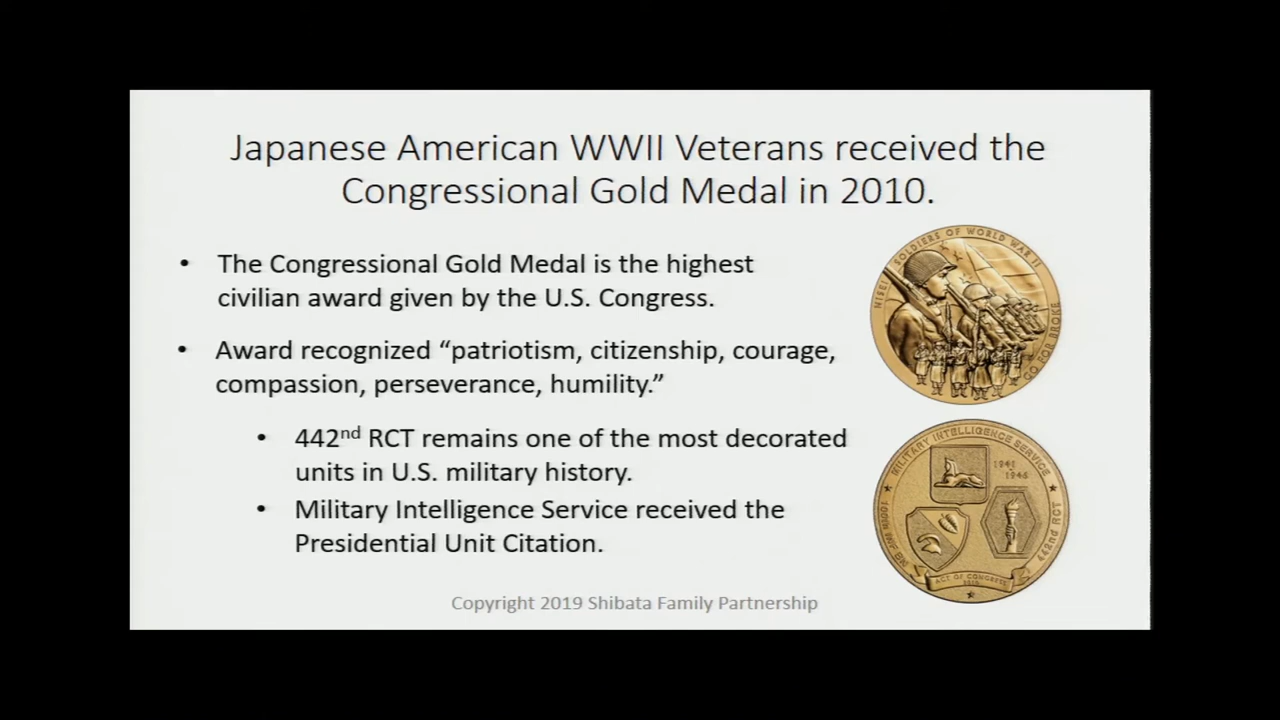 Japanese American WWII Veterans received the
Congressional Gold Medal in 2010.
• The Congressional Gold Medal is the highest
civilian award given by the U.S. Congress.
• Award recognized “patriotism, citizenship, courage,
compassion, perseverance, humility.”
• 442nd RCT remains one of the most decorated
units in U.S. military history.
• Military Intelligence Service received the
Presidential Unit Citation.
NISEI SOLDIERS OF WORLD WAR II
GO FOR BROKE
MILITARY INTELLIGENCE SERVICE
1941
1946
100TH INF BN
442nd RCT
ACT OF CONGRESS
2010
Copyright 2019 Shibata Family Partnership